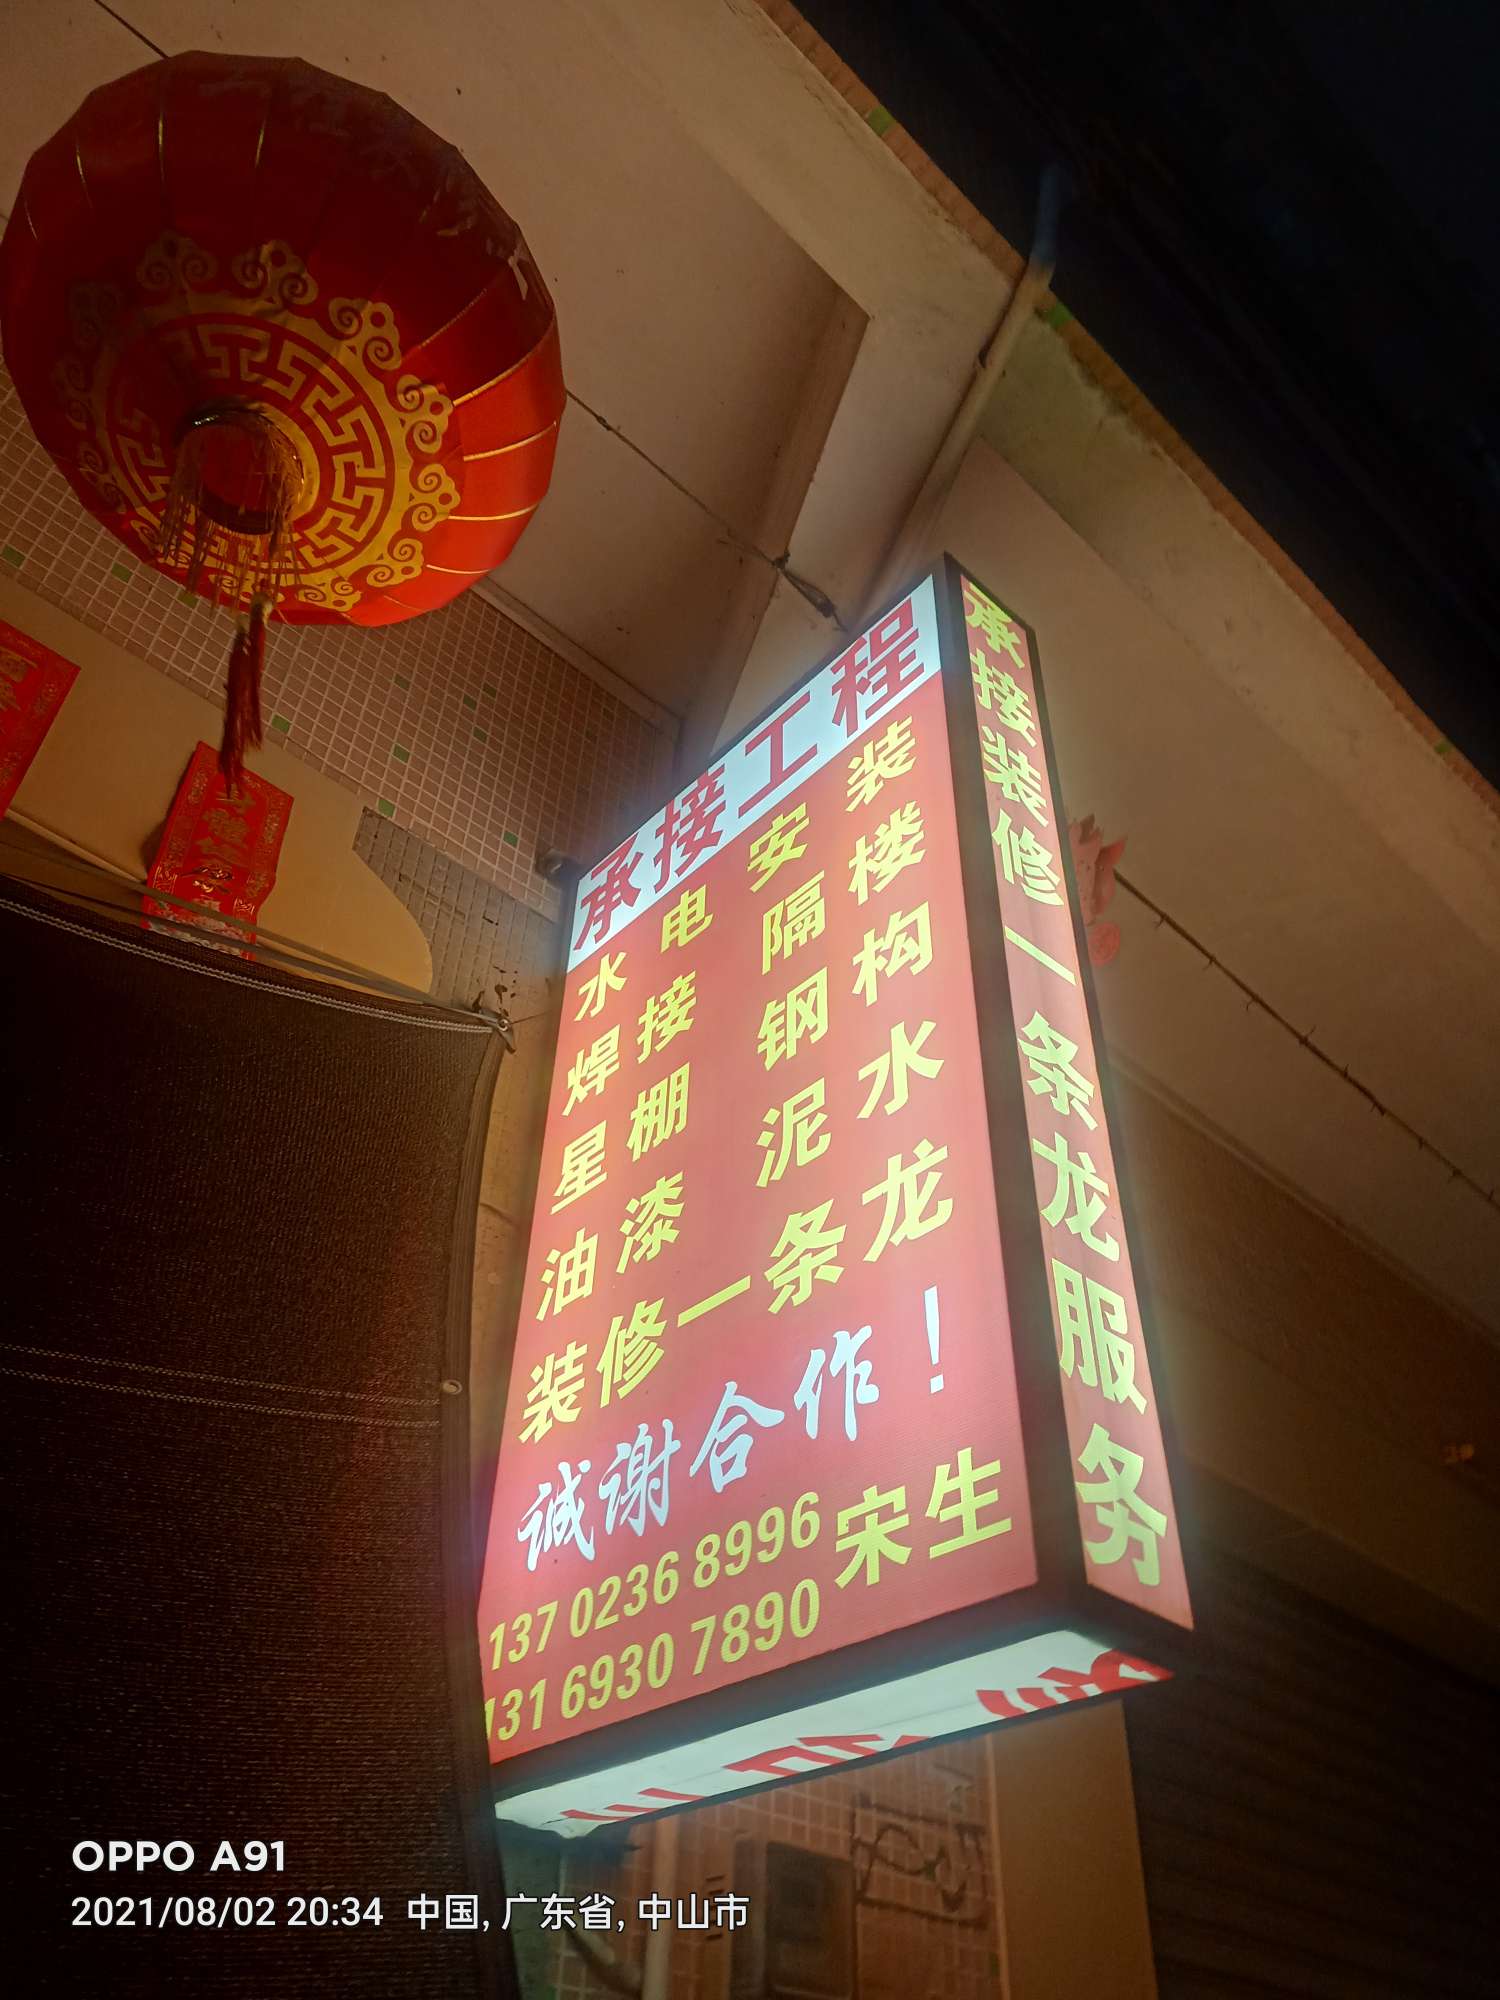 承接工程
水电安装
焊接隔楼
星棚钢构
油漆泥水
装修一条龙
诚谢合作！
137 0236 8996
131 6930 7890
宋生
承接装修一条龙服务
OPPO A91
2021/08/02 20:34 中国, 广东省, 中山市